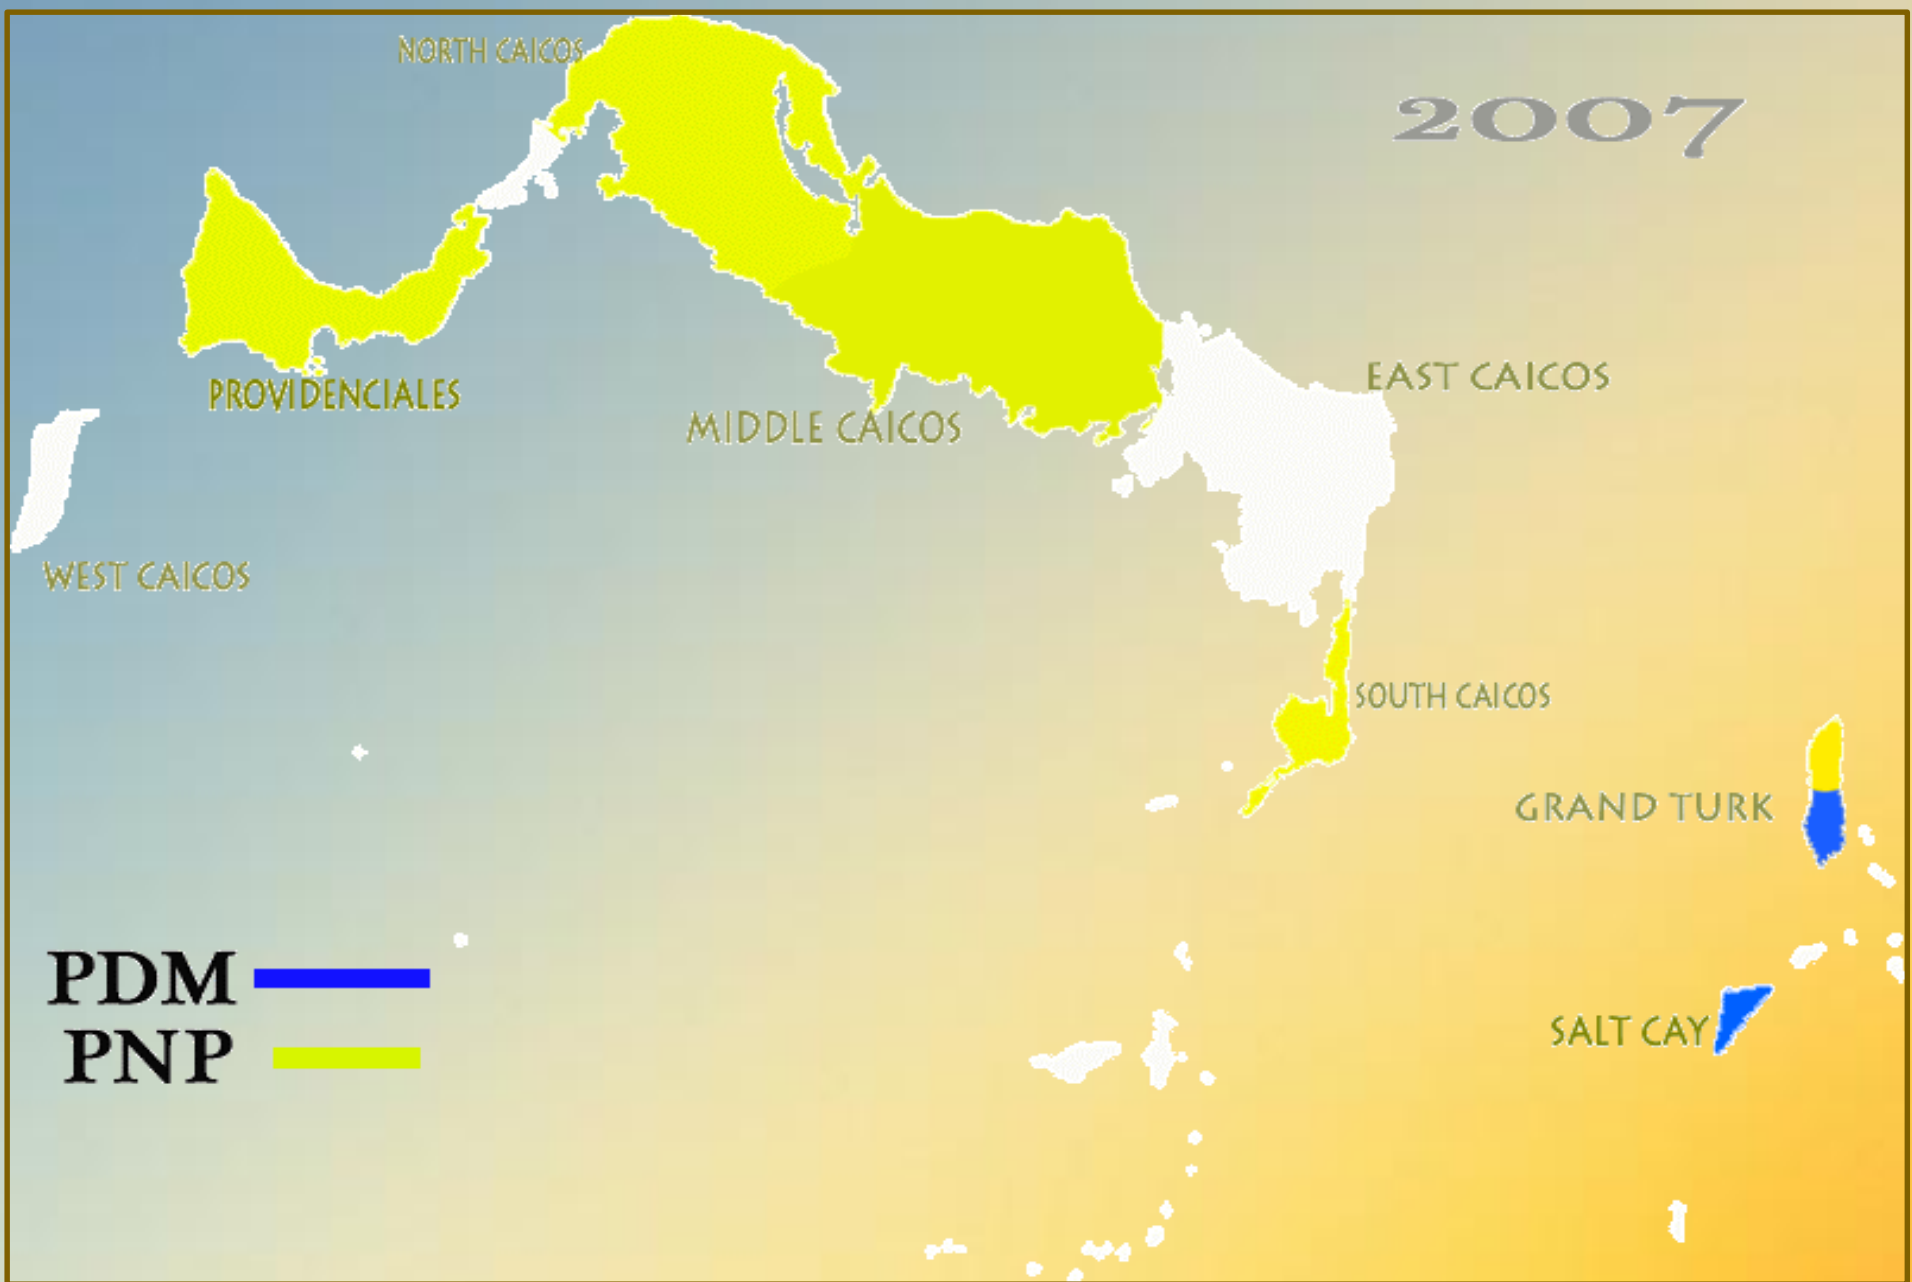 NORTH CAICOS
2007
PROVIDENCIALES
EAST CAICOS
MIDDLE CAICOS
WEST CAICOS
SOUTH CAICOS
GRAND TURK
PDM
SALT CAY
PNP